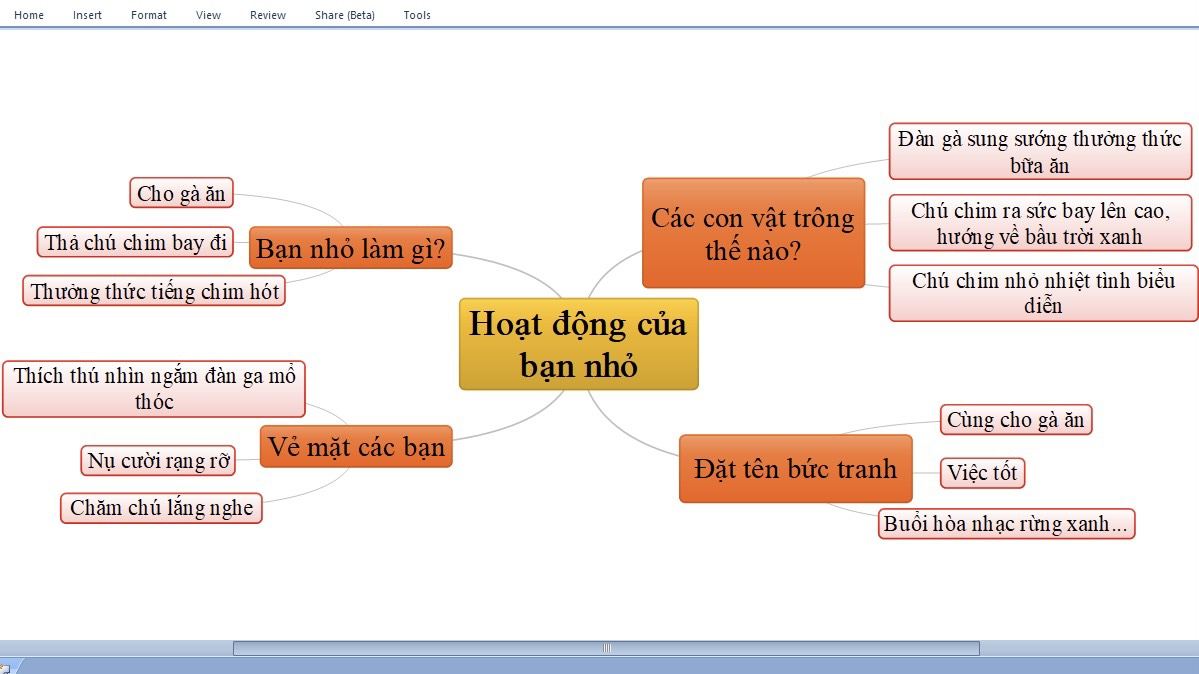 Home Insert Format View Review Share (Beta) Tools
Hoạt động của
bạn nhỏ
Bạn nhỏ làm gì?
Cho gà ăn
Thả chú chim bay đi
Thưởng thức tiếng chim hót
Vẻ mặt các bạn
Thích thú nhìn ngắm đàn ga mổ
thóc
Nụ cười rạng rỡ
Chăm chú lắng nghe
Các con vật trông
thế nào?
Đàn gà sung sướng thưởng thức
bữa ăn
Chú chim ra sức bay lên cao,
hướng về bầu trời xanh
Chú chim nhỏ nhiệt tình biểu
diễn
Đặt tên bức tranh
Cùng cho gà ăn
Việc tốt
Buổi hòa nhạc rừng xanh...